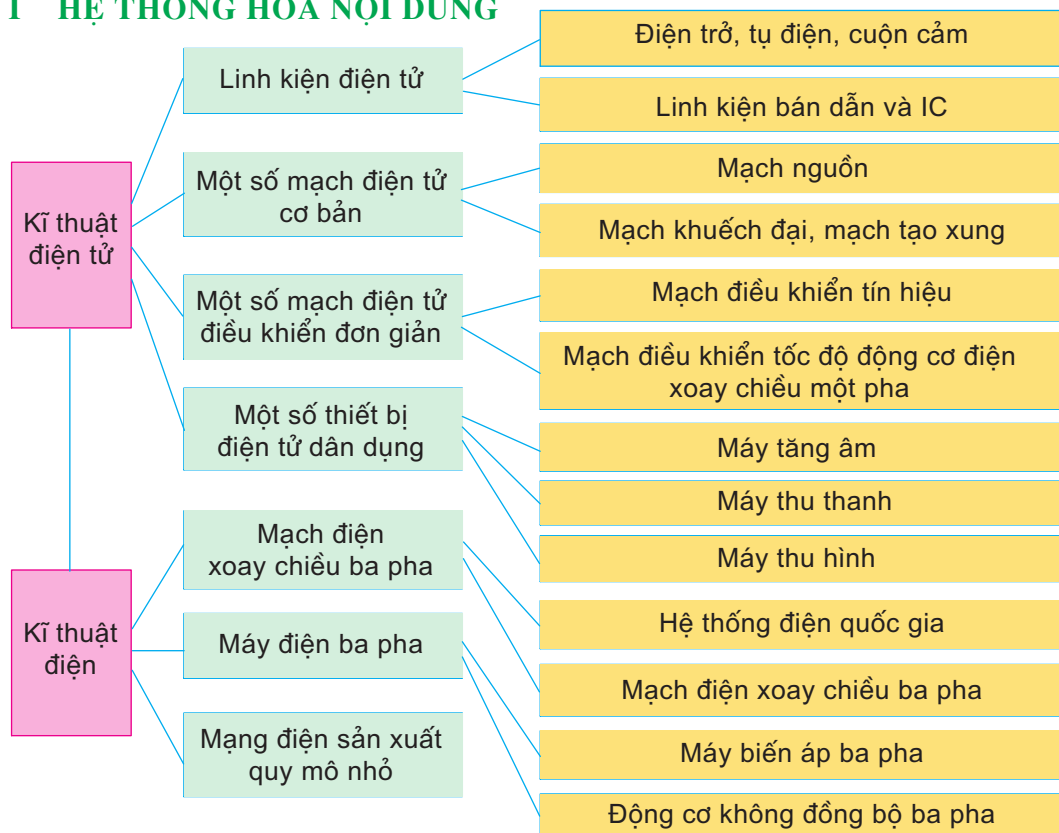 I HỆ THỐNG HÓA NỘI DUNG
Kĩ thuật
điện tử
Linh kiện điện tử
Điện trở, tụ điện, cuộn cảm
Linh kiện bán dẫn và IC
Một số mạch điện tử
cơ bản
Mạch nguồn
Mạch khuếch đại, mạch tạo xung
Một số mạch điện tử
điều khiển đơn giản
Mạch điều khiển tín hiệu
Mạch điều khiển tốc độ động cơ điện
xoay chiều một pha
Một số thiết bị
điện tử dân dụng
Máy tăng âm
Máy thu thanh
Máy thu hình
Kĩ thuật
điện
Mạch điện
xoay chiều ba pha
Hệ thống điện quốc gia
Mạch điện xoay chiều ba pha
Máy điện ba pha
Máy biến áp ba pha
Động cơ không đồng bộ ba pha
Mạng điện sản xuất
quy mô nhỏ